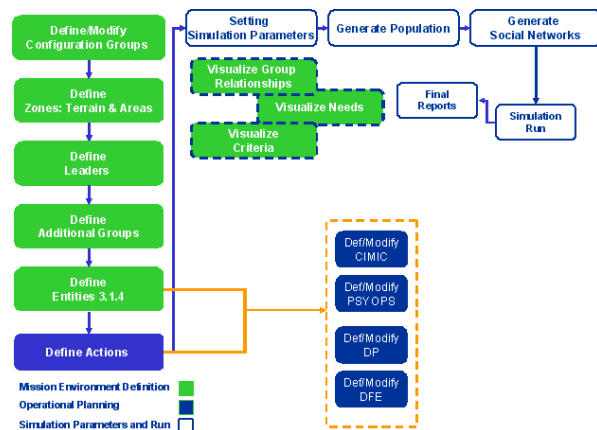 Define/Modify
Configuration Groups
Define
Zones: Terrain & Areas
Define
Leaders
Define
Additional Groups
Define
Entities 3.1.4
Define Actions
Setting
Simulation Parameters
Generate Population
Generate
Social Networks
Visualize Group
Relationships
Visualize Needs
Visualize
Criteria
Final
Reports
Simulation
Run
Def/Modify
CIMIC
Def/Modify
PSYOPS
Def/Modify
DP
Def/Modify
DFE
Mission Environment Definition
Operational Planning
Simulation Parameters and Run